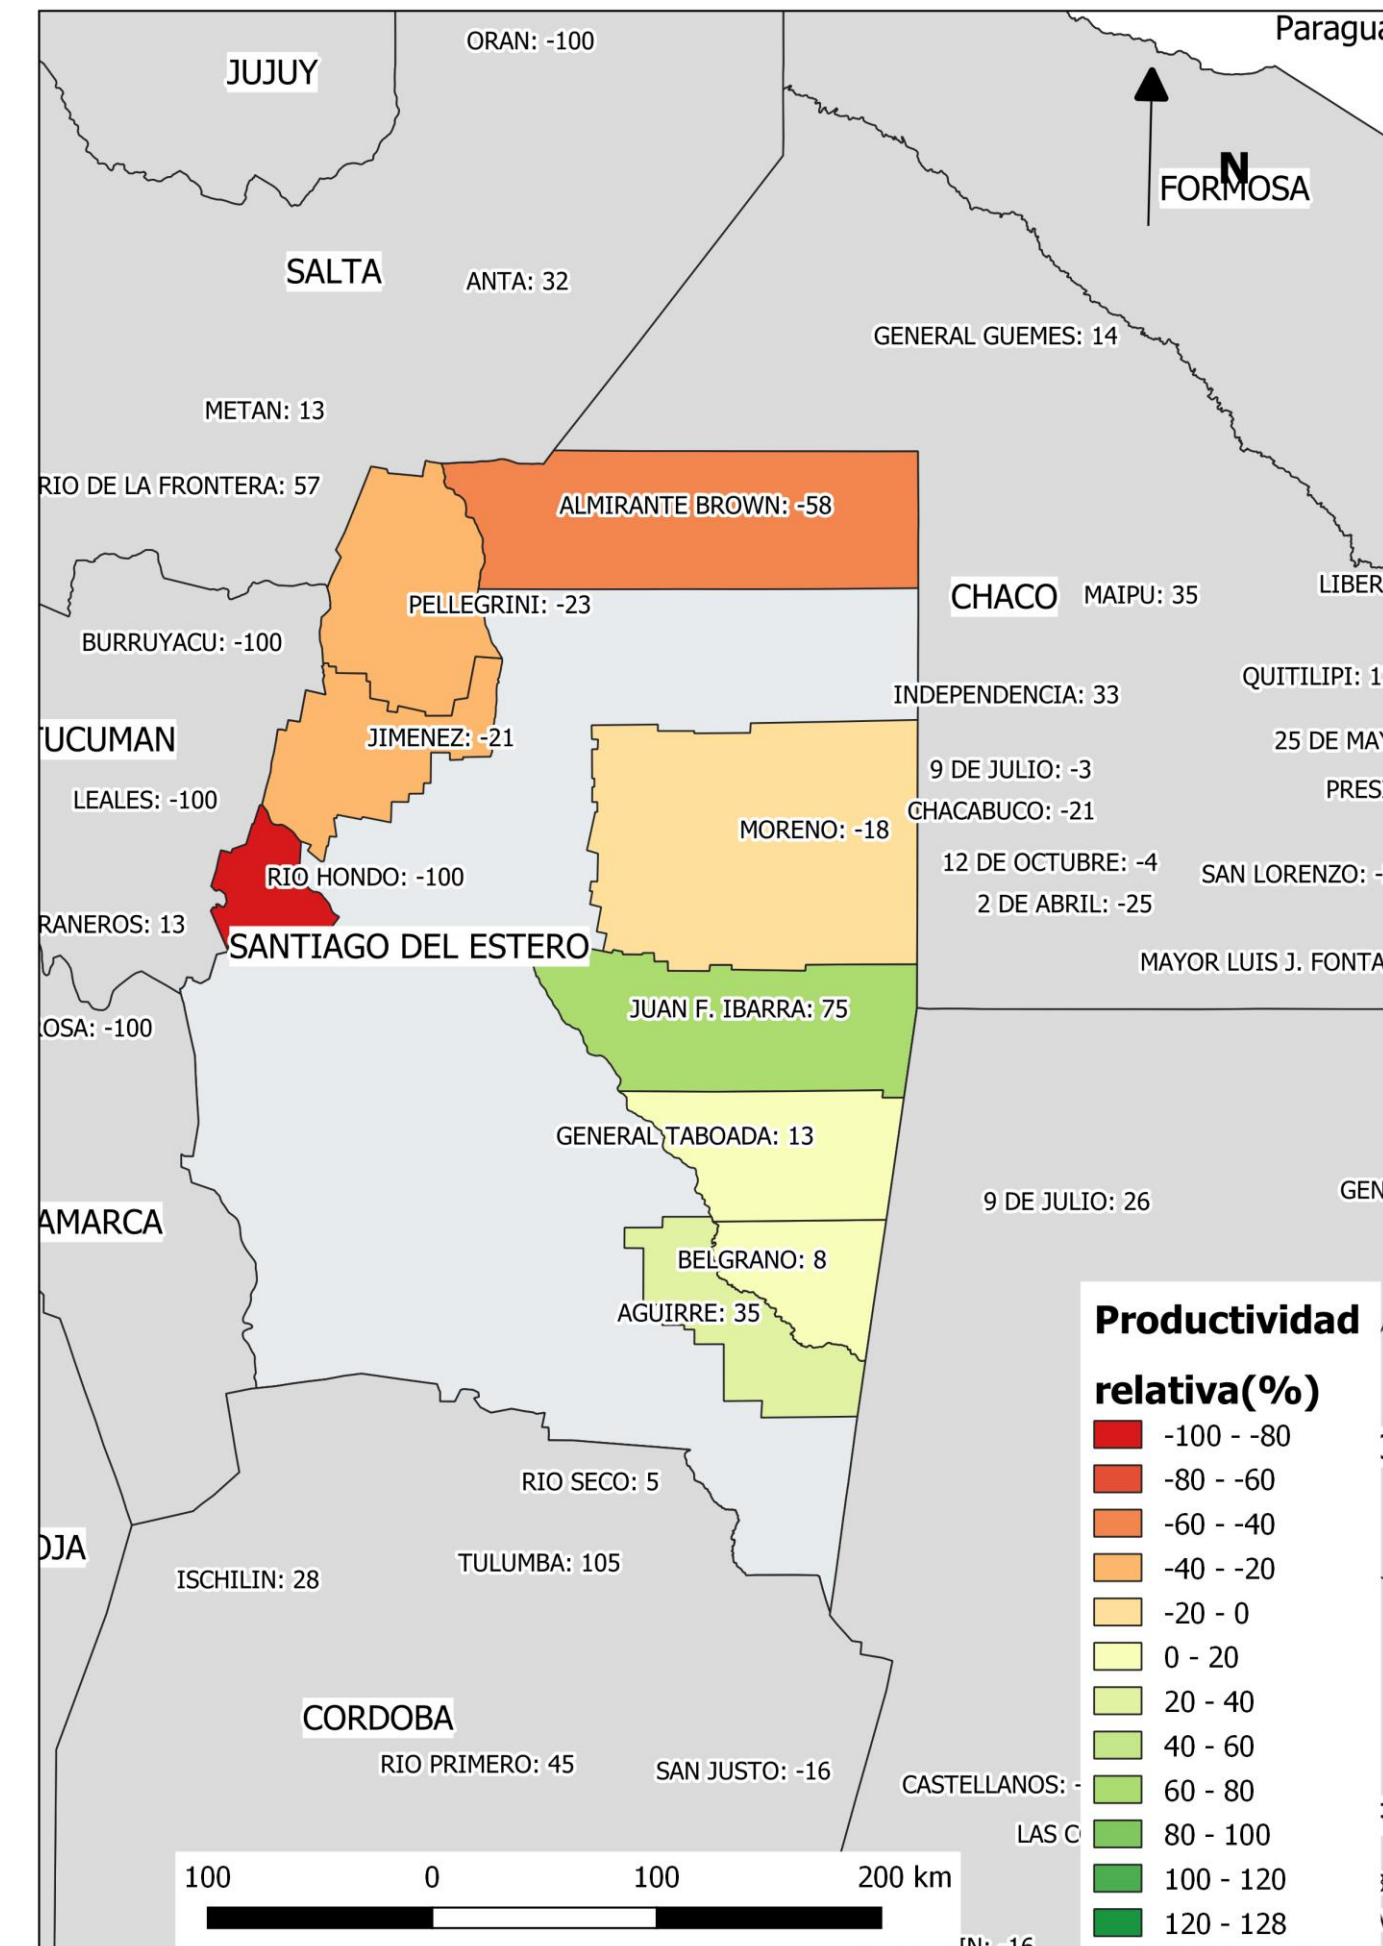 ORAN: -100
Paragua
JUJUY
N
FORMOSA
SALTA
ANTA: 32
GENERAL GUEMES: 14
METAN: 13
RIO DE LA FRONTERA: 57
ALMIRANTE BROWN: -58
LIBER
CHACO
MAIPU: 35
PELLEGRINI: -23
BURRUYACU: -100
QUITILIPI: 1
INDEPENDENCIA: 33
TUCUMAN
JIMENEZ: -21
25 DE MAY
9 DE JULIO: -3
PRES
LEALES: -100
CHACABUCO: -21
MORENO: -18
12 DE OCTUBRE: -4
SAN LORENZO: -
RIO HONDO: -100
2 DE ABRIL: -25
RANEROS: 13
SANTIAGO DEL ESTERO
MAYOR LUIS J. FONTA
JUAN F. IBARRA: 75
OSA: -100
GENERAL TABOADA: 13
GEN
9 DE JULIO: 26
AMARCA
BELGRANO: 8
AGUIRRE: 35
RIO SECO: 5
OJA
TULUMBA: 105
ISCHILIN: 28
CORDOBA
RIO PRIMERO: 45
SAN JUSTO: -16
CASTELLANOS: -
LAS C
Productividad
relativa(%)
-100 - -80
-80 - -60
-60 - -40
-40 - -20
-20 - 0
0 - 20
20 - 40
40 - 60
60 - 80
80 - 100
100 - 120
120 - 128
100 0 100 200 km